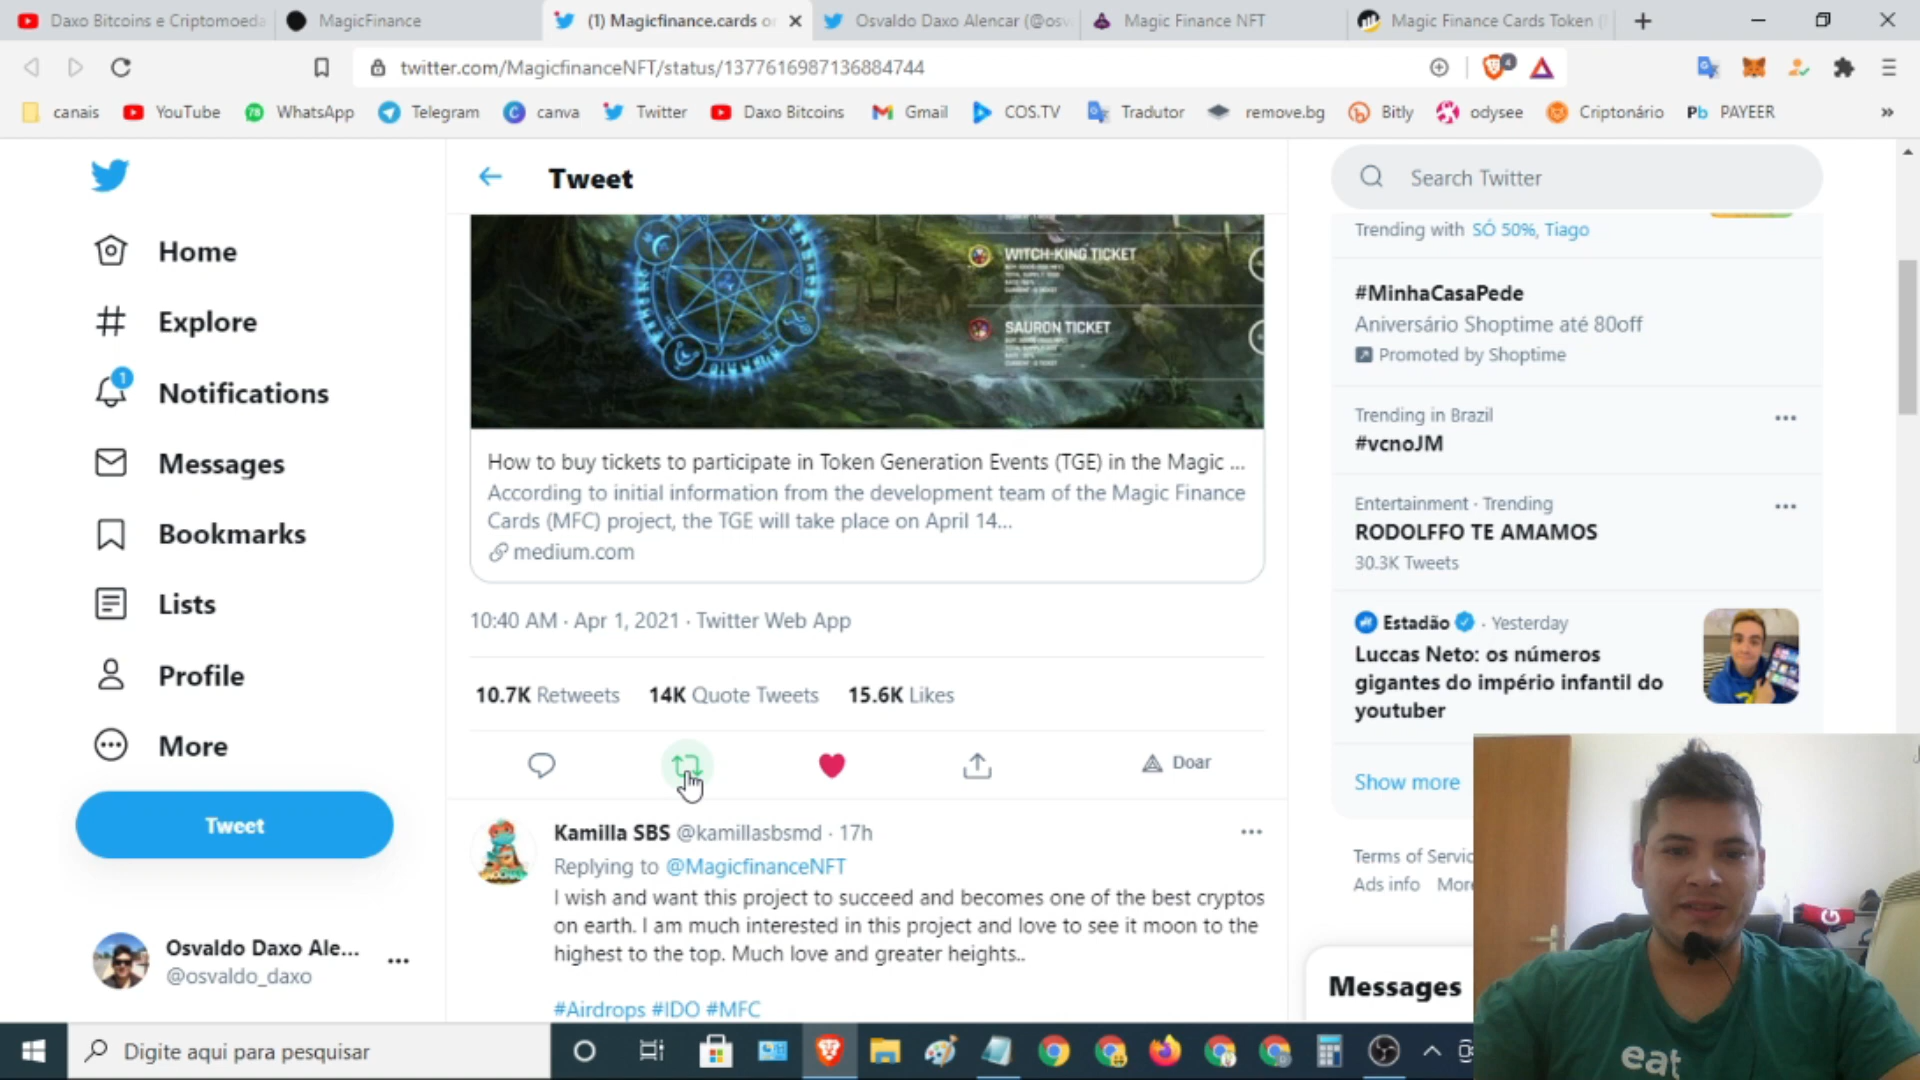 Daxo Bitcoins e Criptomoeda
MagicFinance
(1) Magicfinance.cards o
Osvaldo Daxo Alencar (@osv
Magic Finance NFT
Magic Finance Cards Token (
twitter.com/MagicfinanceNFT/status/1377616987136884744
4
canais
YouTube
WhatsApp
Telegram
canva
Twitter
Daxo Bitcoins
Gmail
COS.TV
Tradutor
remove.bg
Bitly
odysee
Criptonário
Pb PAYEER
Home
Explore
1
Notifications
Messages
Bookmarks
Lists
Profile
More
Tweet
Osvaldo Daxo Ale...
@osvaldo_daxo
Tweet
WITCH-KING TICKET
SAURON TICKET
How to buy tickets to participate in Token Generation Events (TGE) in the Magic ...
According to initial information from the development team of the Magic Finance
Cards (MFC) project, the TGE will take place on April 14...
medium.com
10:40 AM · Apr 1, 2021 · Twitter Web App
10.7K Retweets 14K Quote Tweets 15.6K Likes
Doar
Kamilla SBS @kamillasbsmd · 17h
Replying to @MagicfinanceNFT
I wish and want this project to succeed and becomes one of the best cryptos
on earth. I am much interested in this project and love to see it moon to the
highest to the top. Much love and greater heights..
#Airdrops #IDO #MFC
Search Twitter
Trending with SÓ 50%, Tiago
#MinhaCasaPede
Aniversário Shoptime até 80off
Promoted by Shoptime
Trending in Brazil
#vcnoJM
Entertainment · Trending
RODOLFFO TE AMAMOS
30.3K Tweets
Estadão · Yesterday
Luccas Neto: os números
gigantes do império infantil do
youtuber
Show more
Terms of Servic
Ads info Mor
Messages
eat
Digite aqui para pesquisar